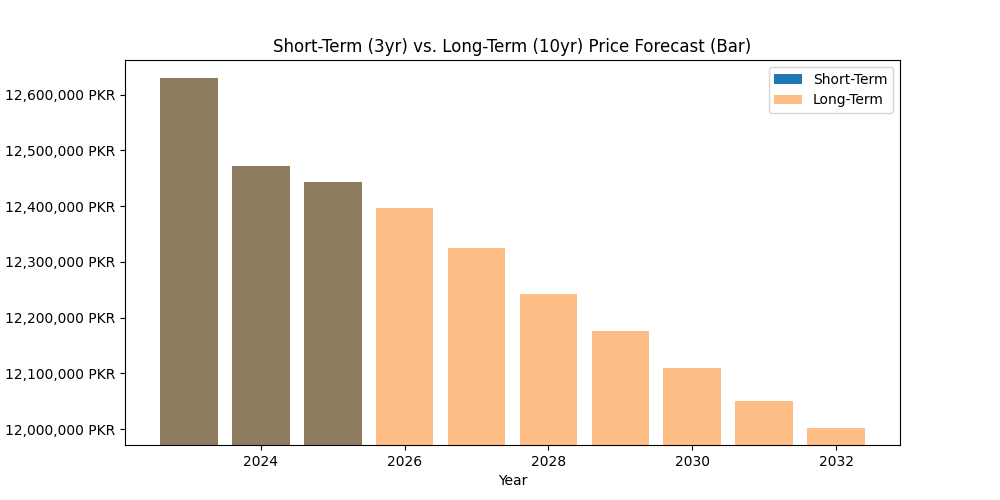 Short-Term (3yr) vs. Long-Term (10yr) Price Forecast (Bar)
Short-Term
Long-Term
12,600,000 PKR
12,500,000 PKR
12,400,000 PKR
12,300,000 PKR
12,200,000 PKR
12,100,000 PKR
12,000,000 PKR
2024 2026 2028 2030 2032
Year